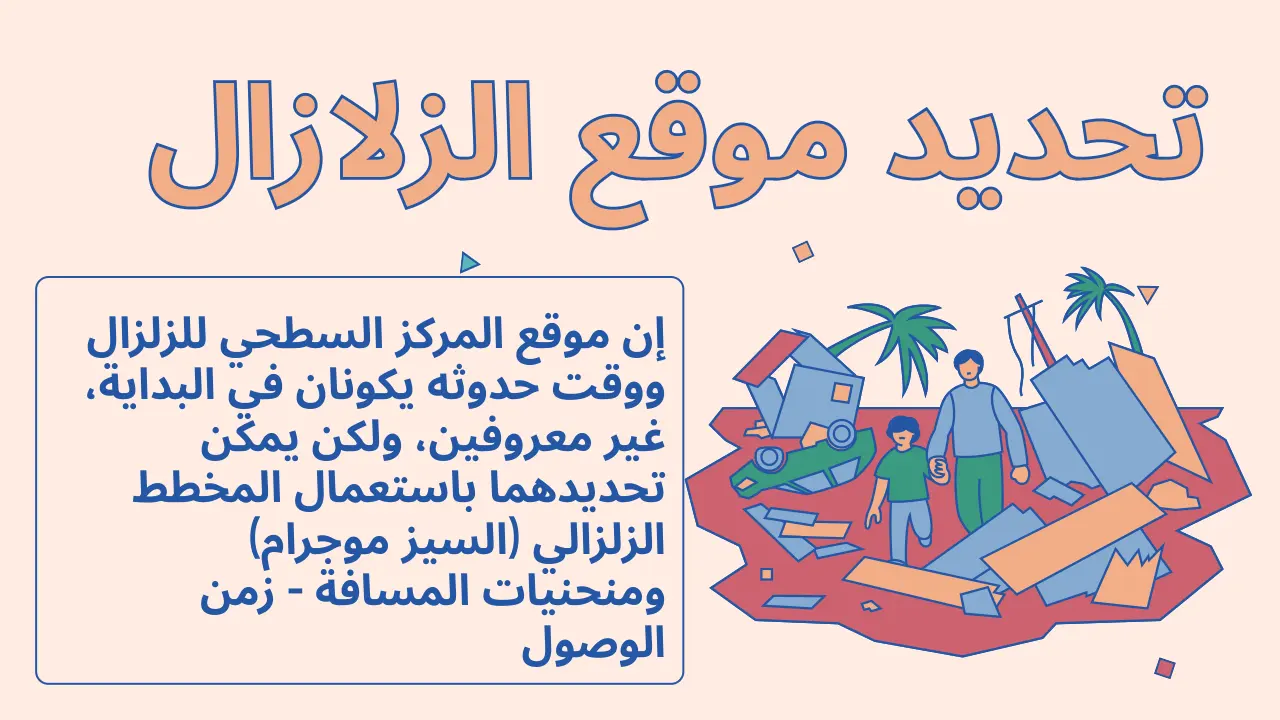 تحديد موقع الزلازال
إن موقع المركز السطحي للزلزال
ووقت حدوثه يكونان في البداية،
غير معروفين، ولكن يمكن
تحديدهما باستعمال المخطط
الزلزالي (السيز موجرام)
ومنحنيات المسافة - زمن
الوصول